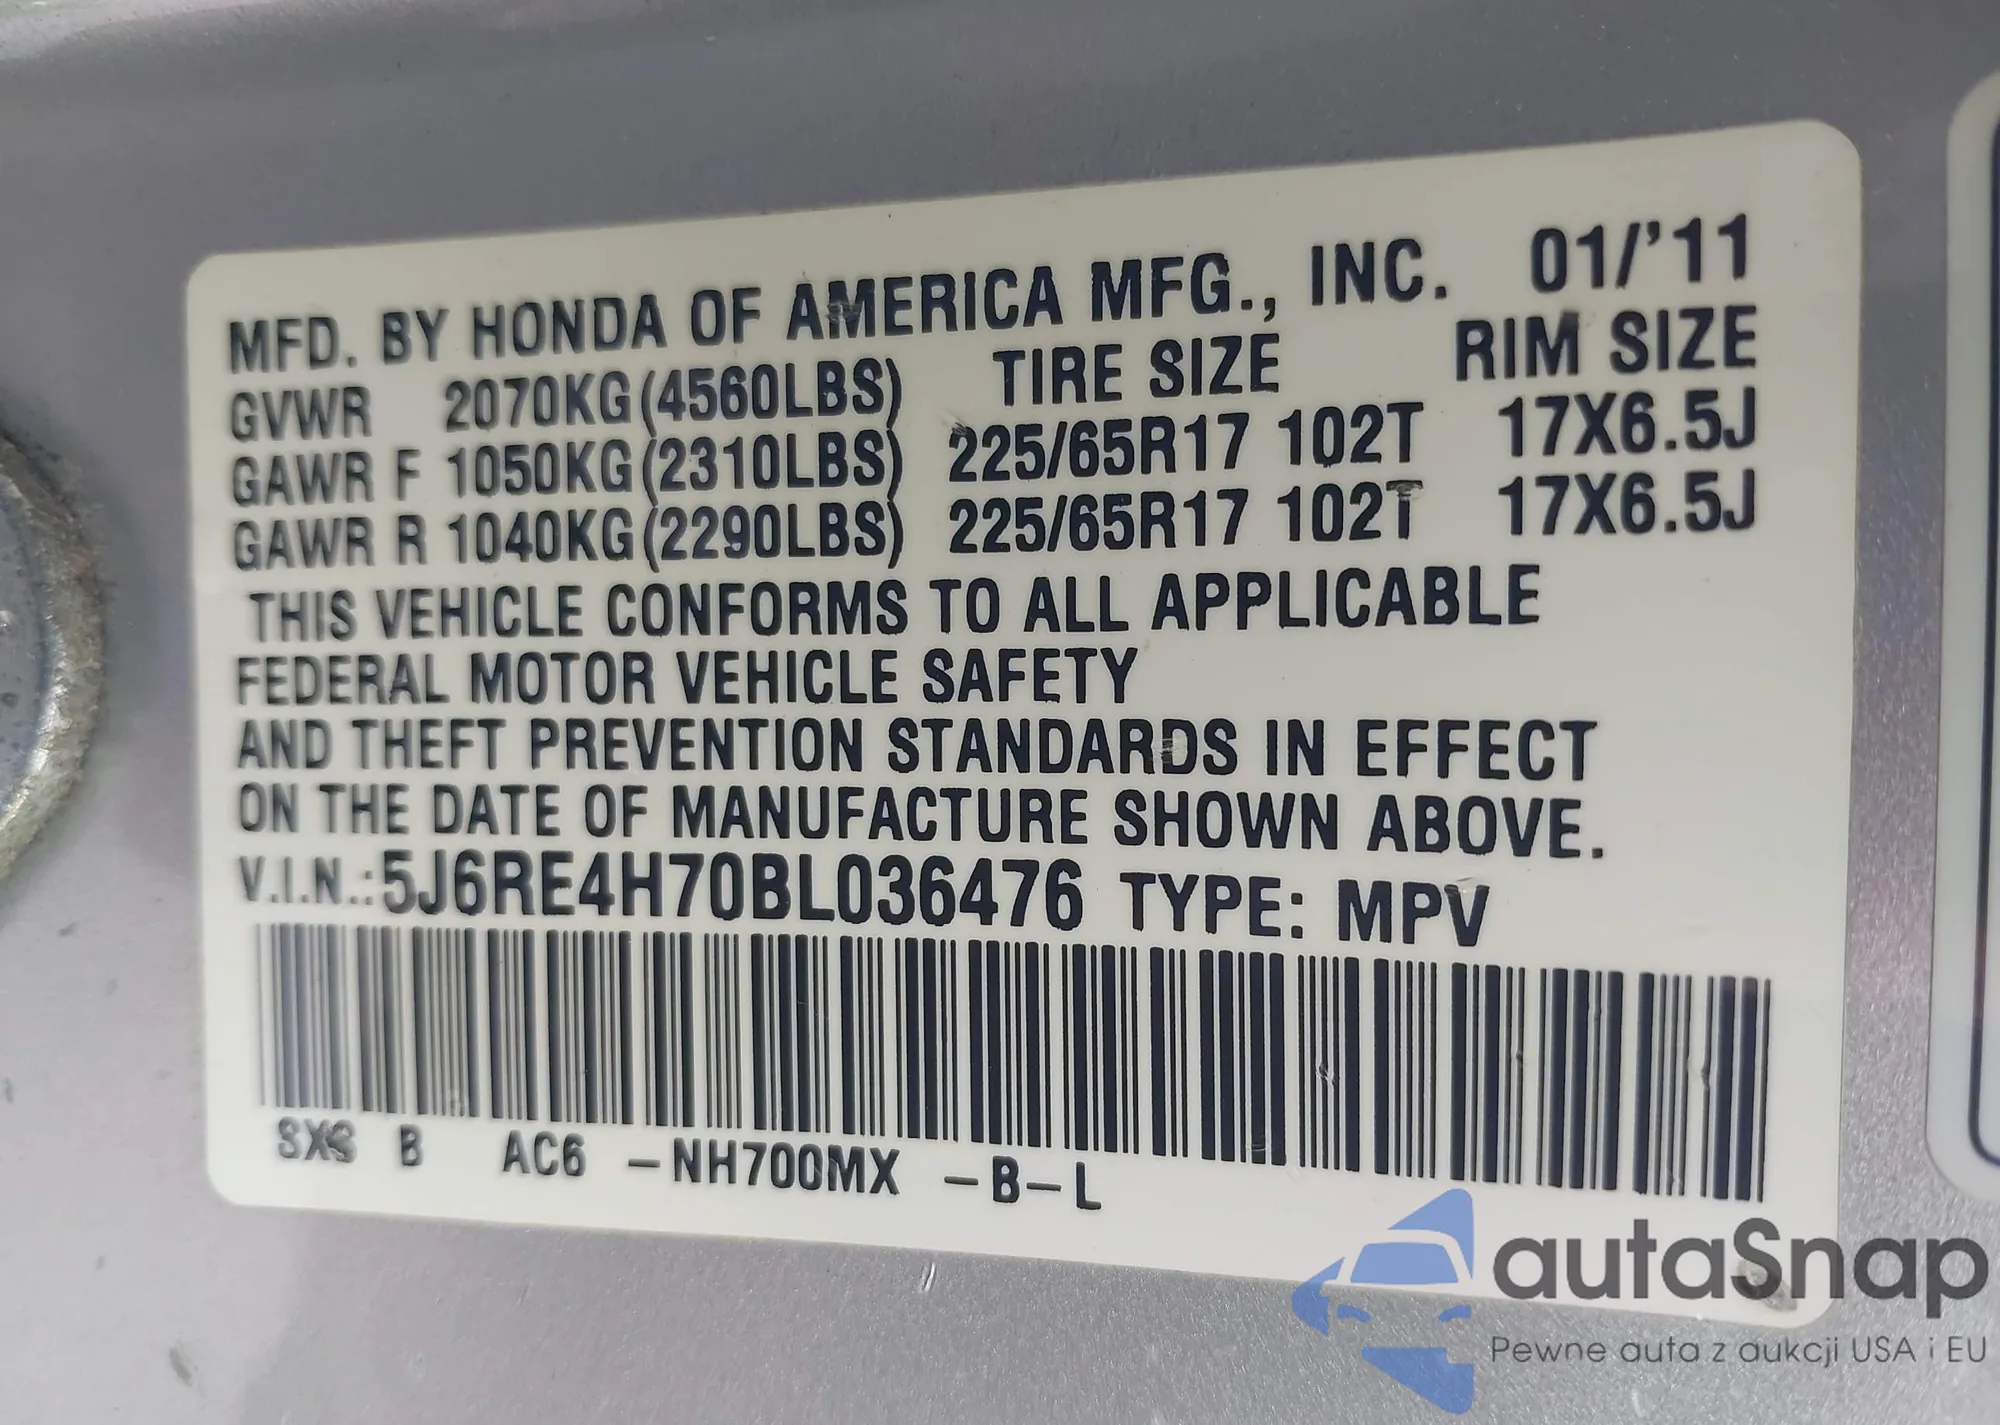 MFD. BY HONDA OF AMERICA MFG., INC. 01/'11
GVWR 2070KG(4560LBS) TIRE SIZE RIM SIZE
GAWR F 1050KG(2310LBS) 225/65R17 102T 17X6.5J
GAWR R 1040KG(2290LBS) 225/65R17 102T 17X6.5J
THIS VEHICLE CONFORMS TO ALL APPLICABLE
FEDERAL MOTOR VEHICLE SAFETY
AND THEFT PREVENTION STANDARDS IN EFFECT
ON THE DATE OF MANUFACTURE SHOWN ABOVE.
V.I.N.:5J6RE4H70BL036476 TYPE: MPV
B AC6 -NH700MX -B-L
autaSnap
Pewne auta z aukcji USA i EU